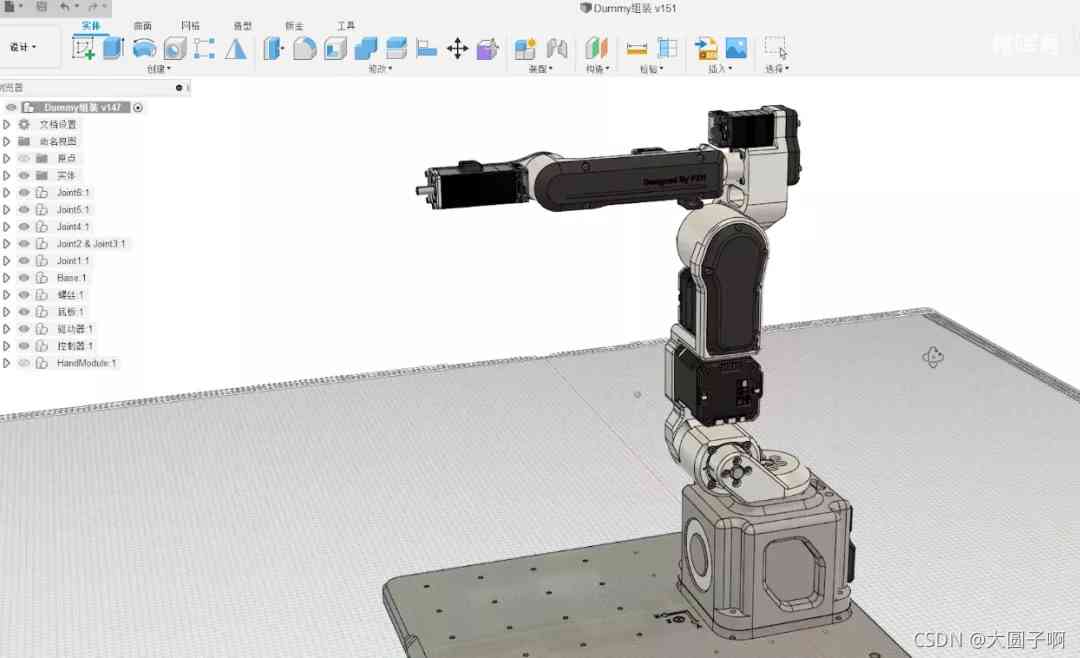 Dummy组装 v151
实体 曲面 网格 造型 钣金 工具
设计
创建 修改 装配 构造 检验 插入 选择
浏览器
Dummy组装 v147
文档设置
命名视图
原点
实体
Joint6:1
Joint5:1
Joint4:1
Joint2 & Joint3:1
Joint1:1
Base:1
螺丝:1
底板:1
驱动器:1
控制器:1
HandModule:1
Designed By PZH
CSDN @大圆子啊